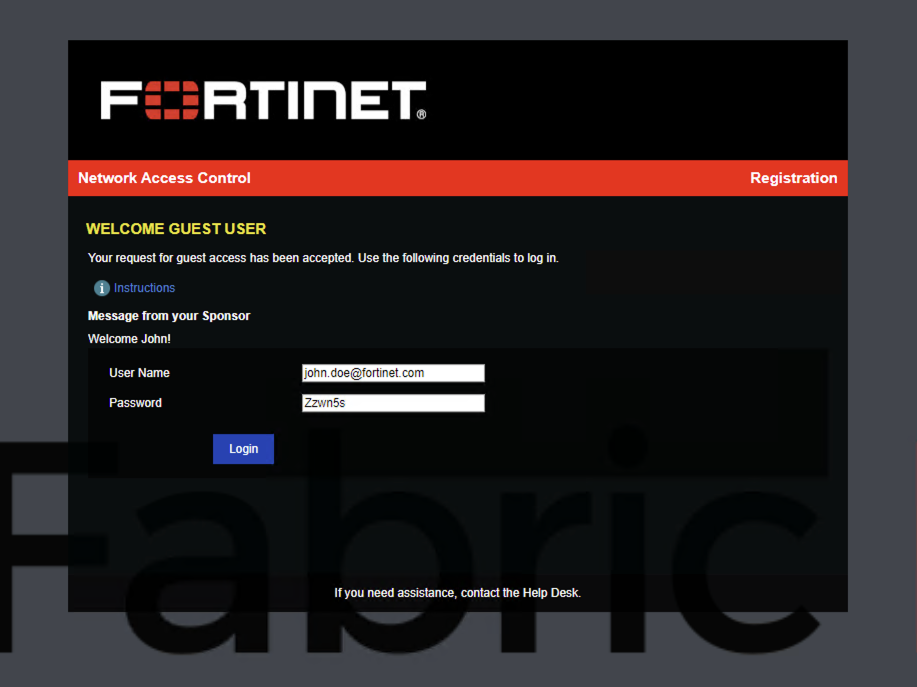 FORTINET®
Network Access Control Registration
WELCOME GUEST USER
Your request for guest access has been accepted. Use the following credentials to log in.
i Instructions
Message from your Sponsor
Welcome John!
User Name john.doe@fortinet.com
Password Zzwn5s
Login
Fabric
If you need assistance, contact the Help Desk.